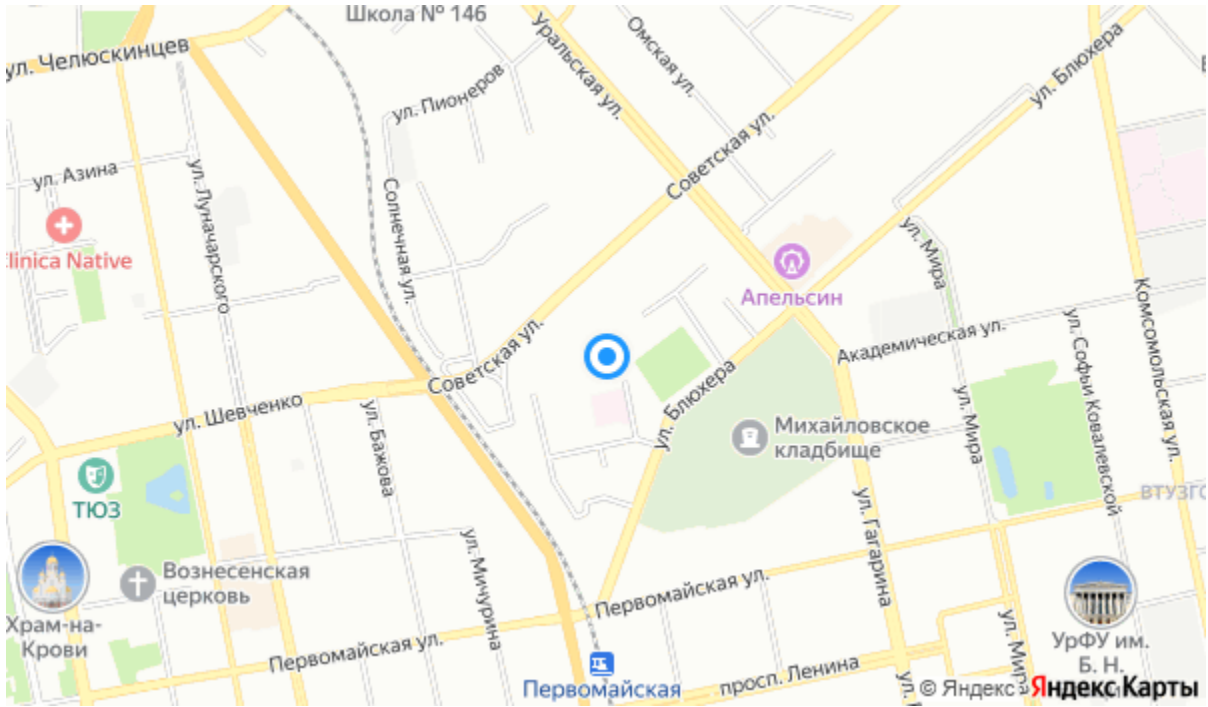 Школа № 146
ул. Челюскинцев
Уральская ул.
Омская ул.
ул. Блюхера
ул. Пионеров
Советская ул.
ул. Азина
ул. Луначарского
Солнечная ул.
Clinica Native
ул. Мира
Апельсин
Комсомольская ул.
Академическая ул.
ул. Софьи Ковалевской
Советская ул.
ул. Шевченко
ул. Бажова
ул. Блюхера
Михайловское
кладбище
ул. Мира
ТЮЗ
ВТУЗГО
ул. Гагарина
ул. Мичурина
Вознесенская
церковь
Первомайская ул.
Храм-на-
Крови
Первомайская ул.
УрФУ им.
Б. Н.
ул. Мира
просп. Ленина
Первомайская
© Яндекс
Яндекс Карты